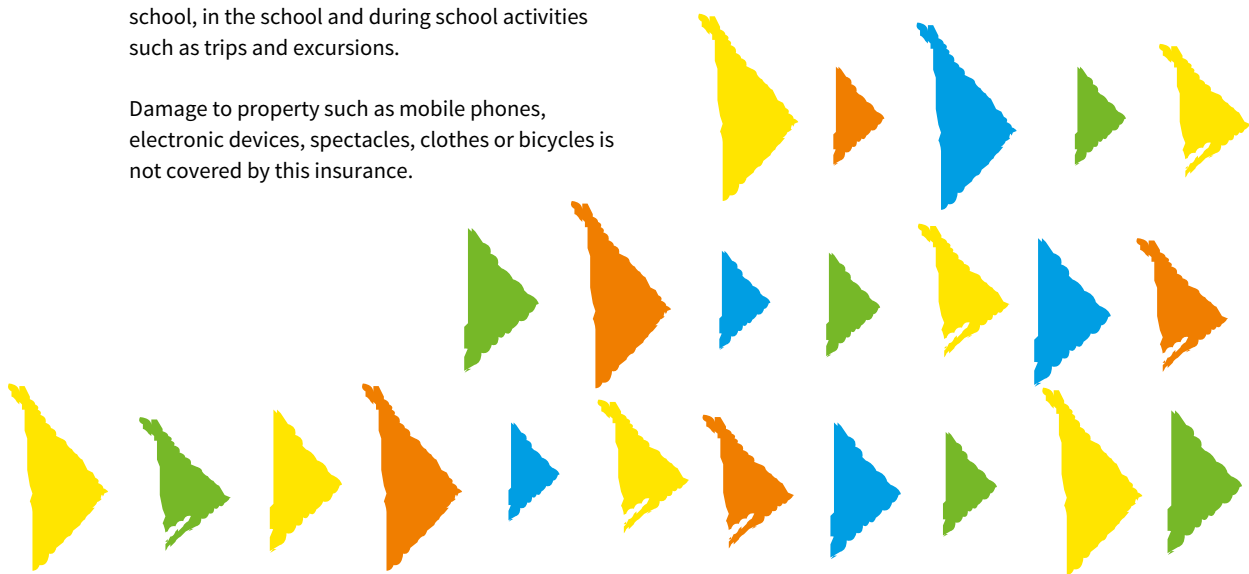 school, in the school and during school activities
such as trips and excursions.
Damage to property such as mobile phones,
electronic devices, spectacles, clothes or bicycles is
not covered by this insurance.